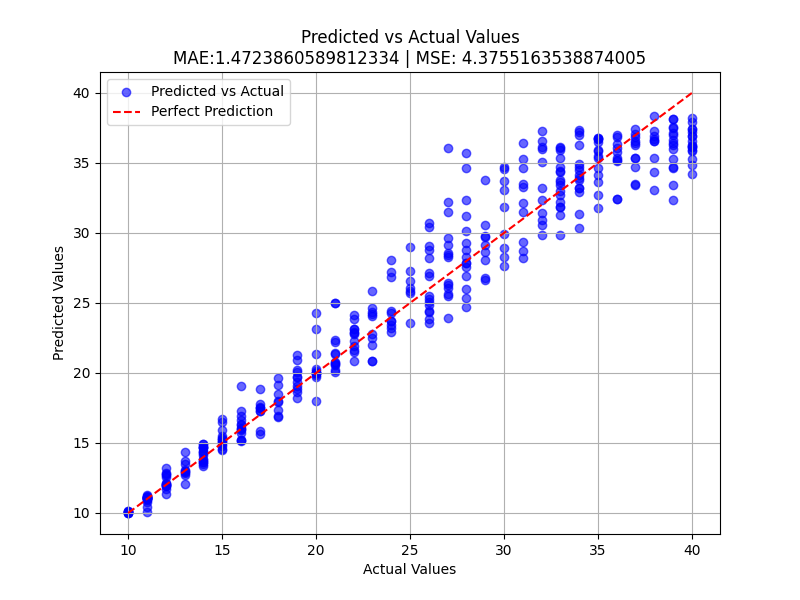 Predicted vs Actual Values
MAE:1.4723860589812334 | MSE: 4.3755163538874005
Predicted vs Actual
Perfect Prediction
40
35
30
25
20
15
10
Predicted Values
10 15 20 25 30 35 40
Actual Values